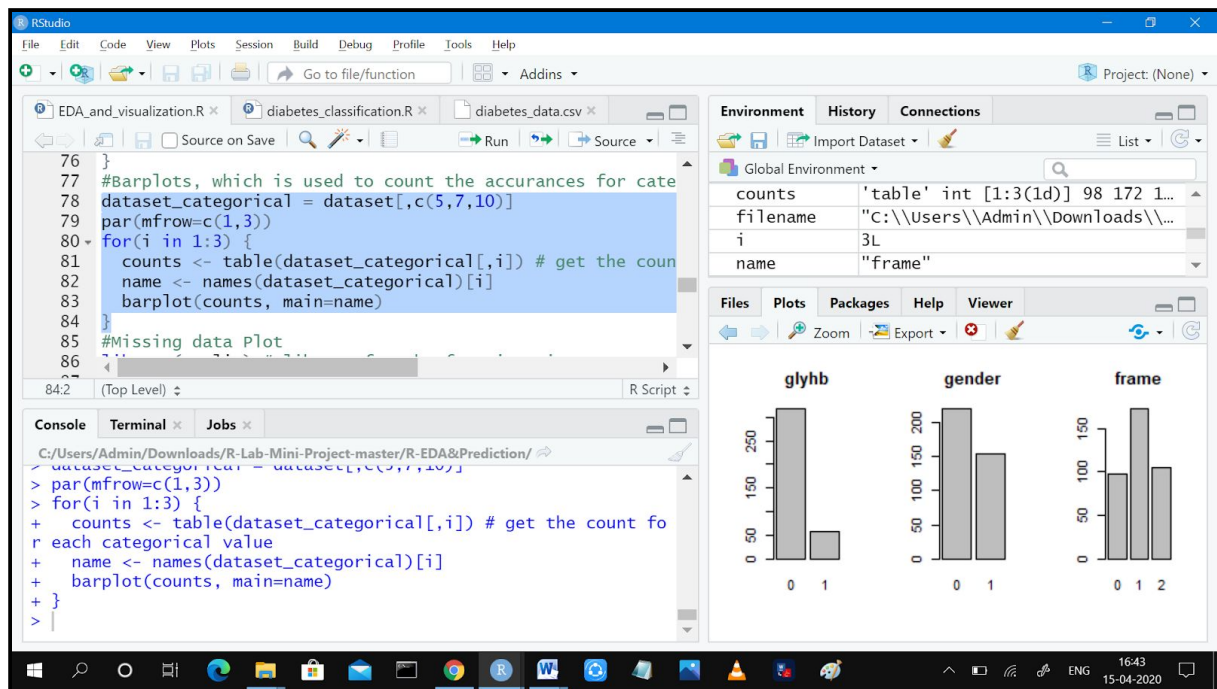 RStudio
File Edit Code View Plots Session Build Debug Profile Tools Help
Go to file/function Addins Project: (None)
EDA_and_visualization.R diabetes_classification.R diabetes_data.csv
Source on Save Run Source
76 }
77 #Barplots, which is used to count the accurances for cate
78 dataset_categorical = dataset[,c(5,7,10)]
79 par(mfrow=c(1,3))
80 for(i in 1:3) {
81 counts <- table(dataset_categorical[,i]) # get the coun
82 name <- names(dataset_categorical)[i]
83 barplot(counts, main=name)
84 }
85 #Missing data Plot
86
84:2 (Top Level) R Script
Console Terminal Jobs
C:/Users/Admin/Downloads/R-Lab-Mini-Project-master/R-EDA&Prediction/
> dataset_categorical = dataset[,c(5,7,10)]
> par(mfrow=c(1,3))
> for(i in 1:3) {
+ counts <- table(dataset_categorical[,i]) # get the count fo
r each categorical value
+ name <- names(dataset_categorical)[i]
+ barplot(counts, main=name)
+ }
>
Environment History Connections
Import Dataset List
Global Environment
counts 'table' int [1:3(1d)] 98 172 1...
filename "C:\\Users\\Admin\\Downloads\\...
i 3L
name "frame"
Files Plots Packages Help Viewer
Zoom Export
glyhb gender frame
0 50 150 250
0 1
0 50 100 150 200
0 1
0 50 100 150
0 1 2
ENG 16:43
15-04-2020